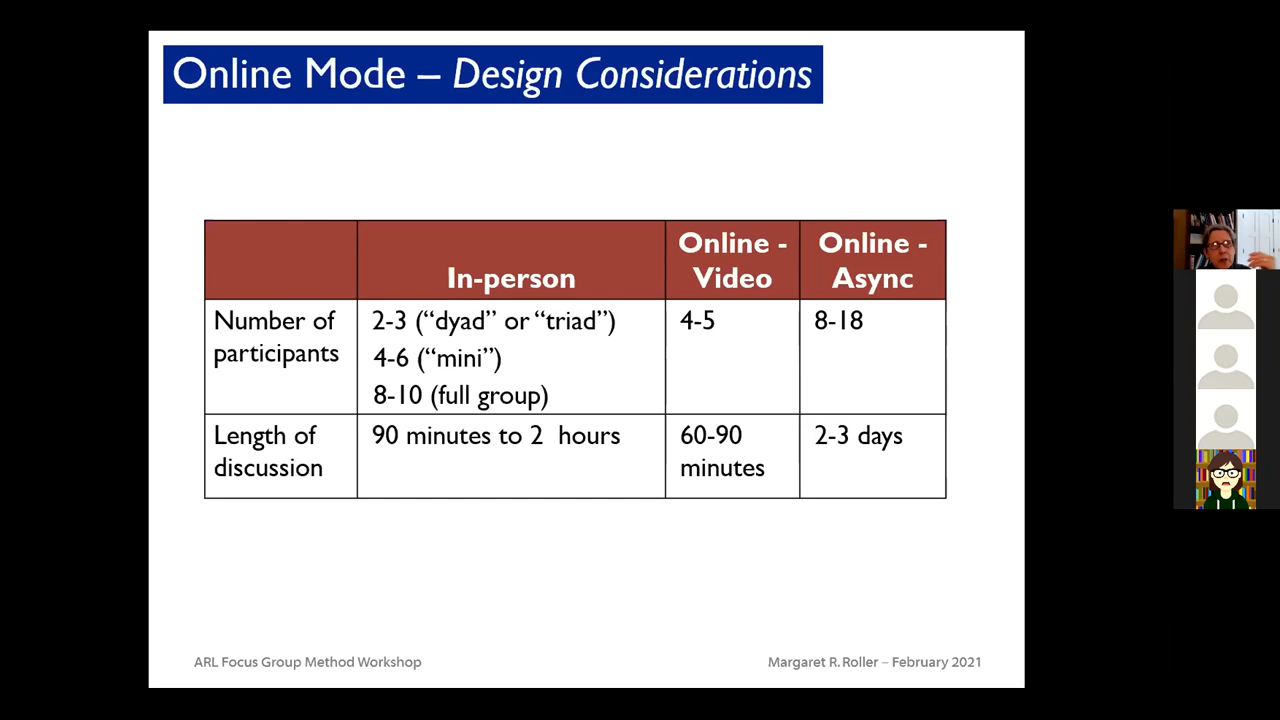 Online Mode – Design Considerations
In-person
Online -
Video
Online -
Async
Number of
participants
2-3 (“dyad” or “triad”)
4-6 (“mini”)
8-10 (full group)
4-5
8-18
Length of
discussion
90 minutes to 2 hours
60-90
minutes
2-3 days
ARL Focus Group Method Workshop
Margaret R. Roller – February 2021